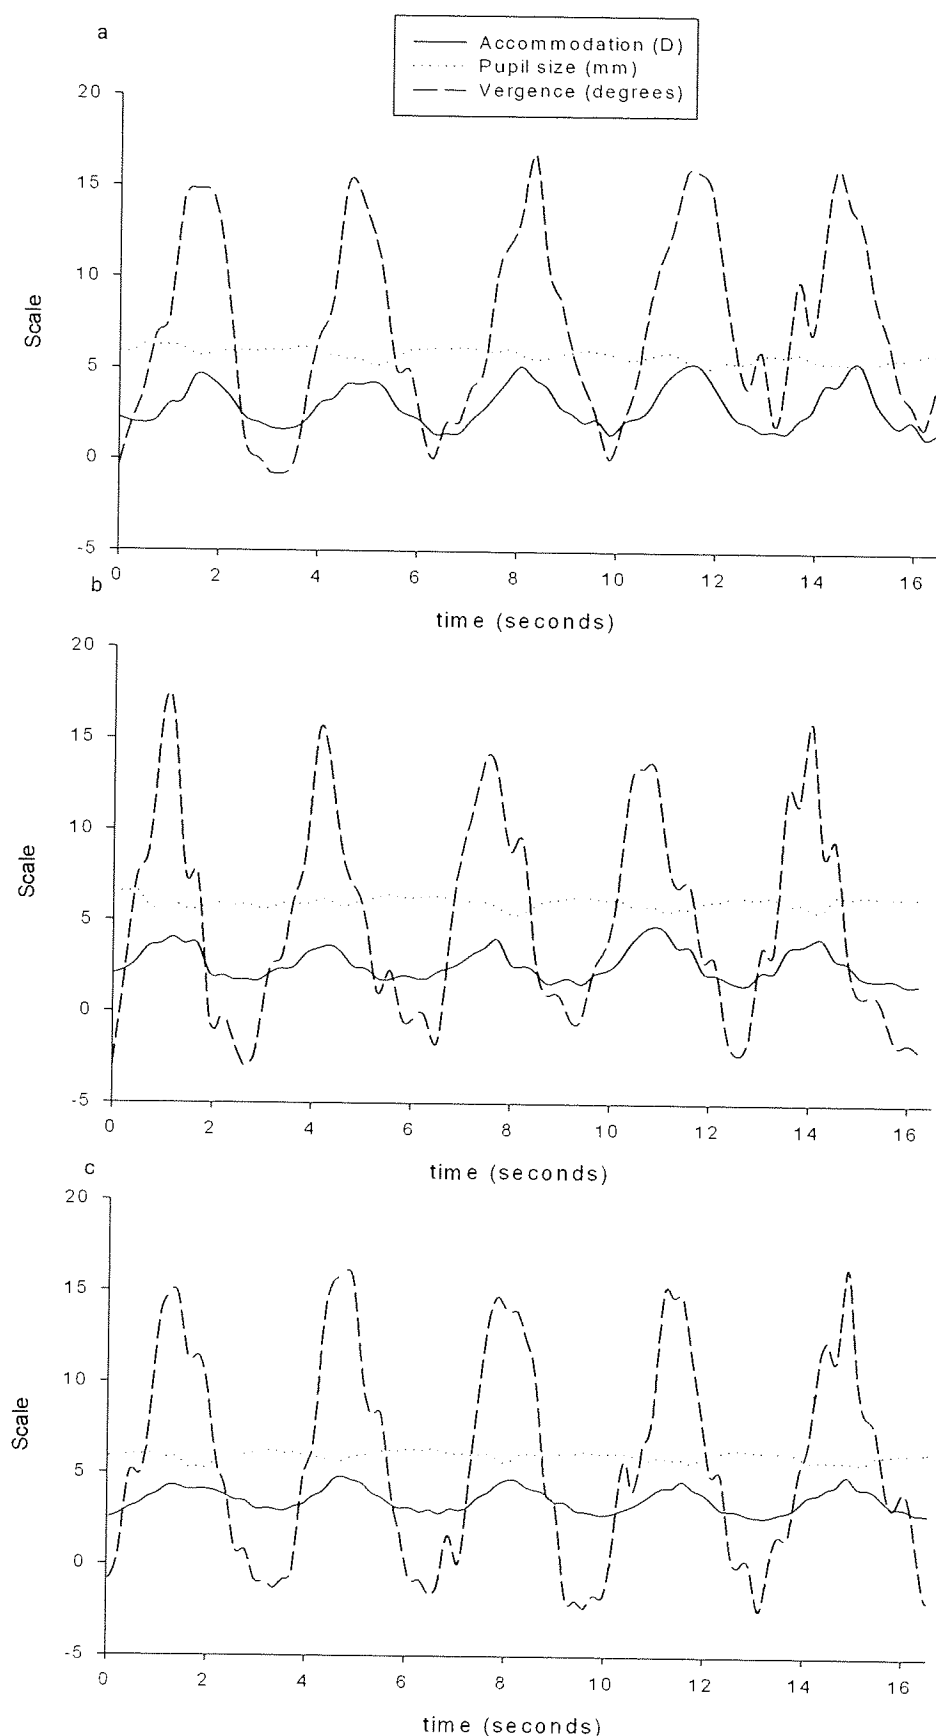 a
Accommodation (D)
Pupil size (mm)
Vergence (degrees)
20
15
10
5
0
-5
Scale
0 2 4 6 8 10 12 14 16
time (seconds)
b
20
15
10
5
0
-5
Scale
0 2 4 6 8 10 12 14 16
time (seconds)
c
20
15
10
5
0
-5
Scale
0 2 4 6 8 10 12 14 16
time (seconds)